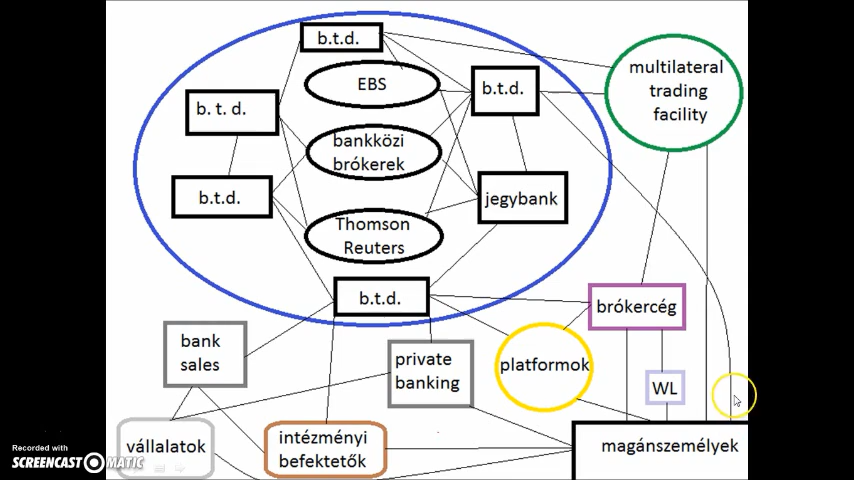 b.t.d.
EBS
b.t.d.
multilateral
trading
facility
b. t. d.
bankközi
brókerek
b.t.d.
jegybank
Thomson
Reuters
b.t.d.
brókercég
bank
sales
private
banking
platformok
WL
vállalatok
intézményi
befektetők
magánszemélyek
Recorded with
SCREENCAST MATIC